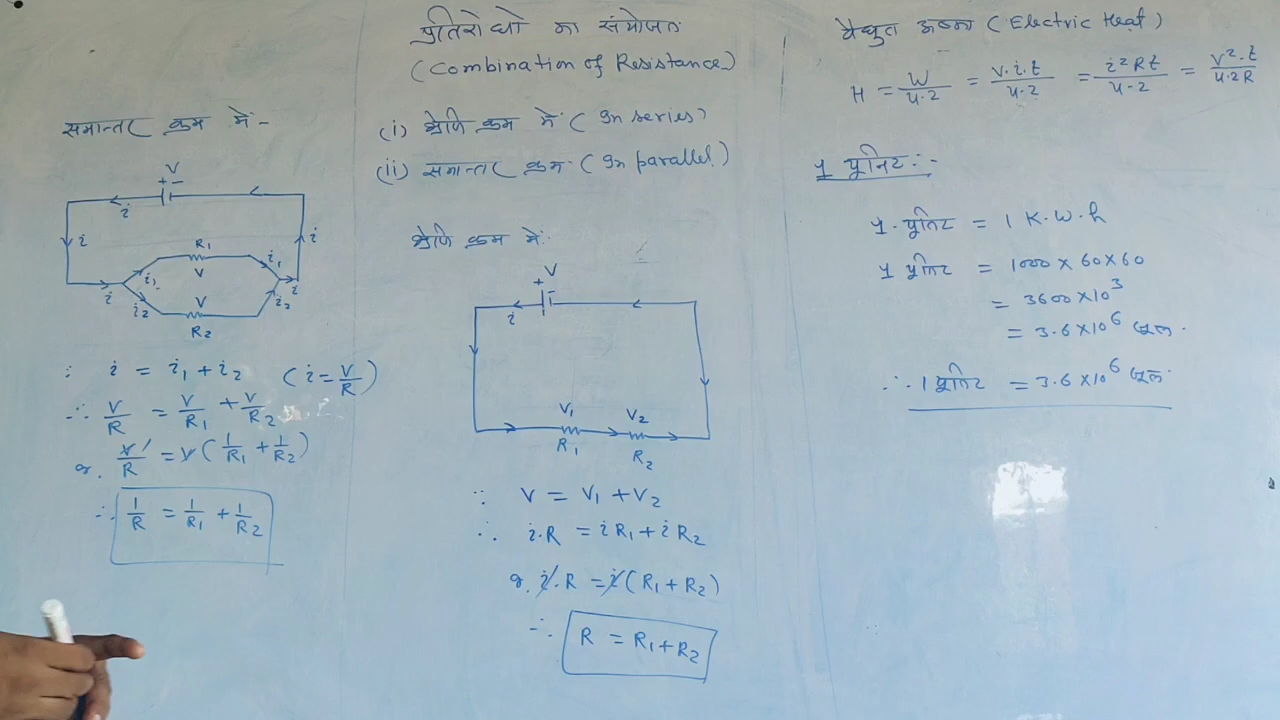 समान्तर क्रम में -
V
+ -
i
i
i
R1
i1
i1
V
i
i
V
i2
i2
R2
∵ i = i1 + i2 (i = V/R)
∴ V/R = V/R1 + V/R2
a. V/R = V(1/R1 + 1/R2)
∴ 1/R = 1/R1 + 1/R2
प्रतिरोधों का संयोजन
(Combination of Resistance)
(i) श्रेणि क्रम में (In series)
(ii) समान्तर क्रम (In parallel)
श्रेणि क्रम में:
V
+ -
i
V1 V2
R1 R2
∵ V = V1 + V2
∴ i.R = iR1 + iR2
a. i.R = i(R1 + R2)
∴ R = R1 + R2
वैधुत ऊष्मा (Electric Heat)
H = W/4.2 = V.i.t/4.2 = i²Rt/4.2 = V².t/4.2R
1 यूनिट :-
1. यूनिट = 1 K.W.h
1 यूनिट = 1000 × 60 × 60
= 3600 × 10³
= 3.6 × 10⁶ जूल.
∴ 1 यूनिट = 3.6 × 10⁶ जूल.